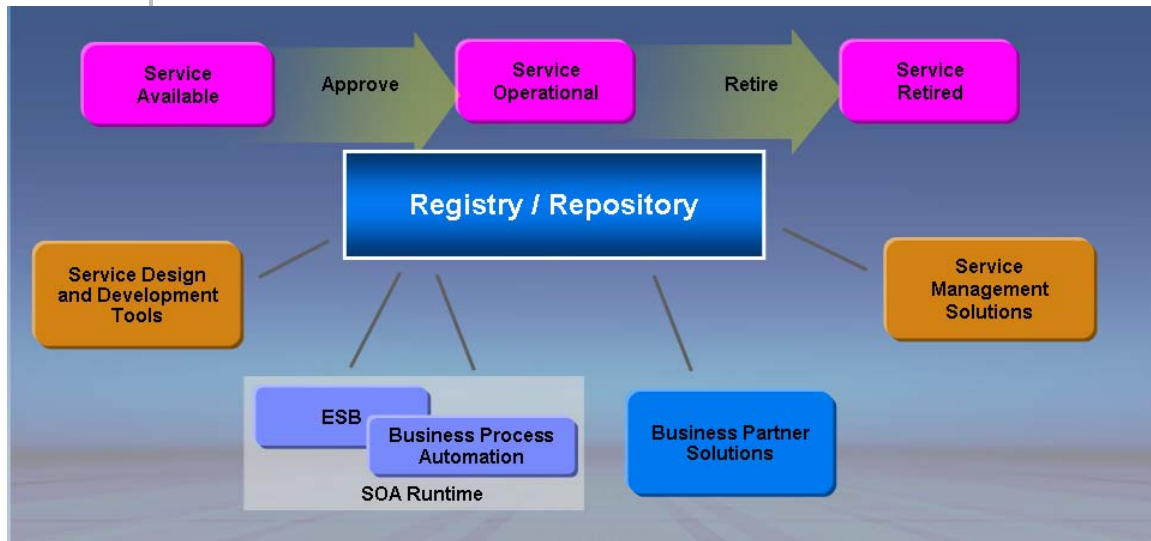 Service
Available
Approve
Service
Operational
Retire
Service
Retired
Registry / Repository
Service Design
and Development
Tools
Service
Management
Solutions
ESB
Business Process
Automation
SOA Runtime
Business Partner
Solutions